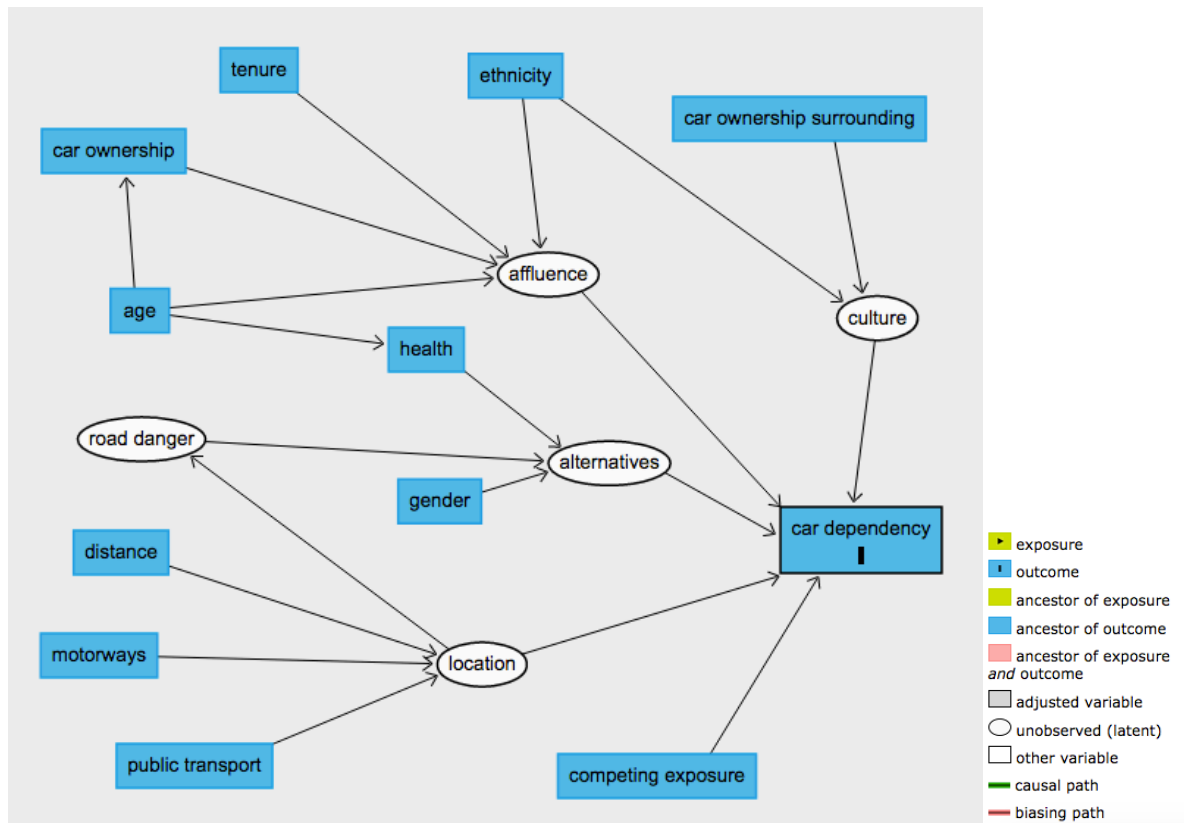 tenure
ethnicity
car ownership surrounding
car ownership
affluence
age
culture
health
road danger
alternatives
gender
car dependency
distance
motorways
location
public transport
competing exposure
exposure
outcome
ancestor of exposure
ancestor of outcome
ancestor of exposure
and outcome
adjusted variable
unobserved (latent)
other variable
causal path
biasing path